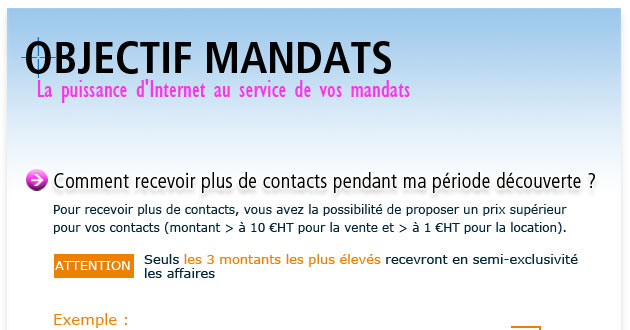 OBJECTIF MANDATS
La puissance d'Internet au service de vos mandats
Comment recevoir plus de contacts pendant ma période découverte ?
Pour recevoir plus de contacts, vous avez la possibilité de proposer un prix supérieur
pour vos contacts (montant > à 10 €HT pour la vente et > à 1 €HT pour la location).
ATTENTION Seuls les 3 montants les plus élevés recevront en semi-exclusivité
les affaires
Exemple :